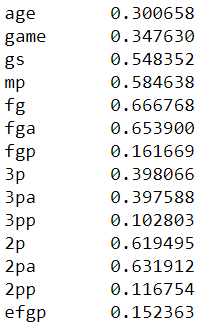 age 0.300658
game 0.347630
gs 0.548352
mp 0.584638
fg 0.666768
fga 0.653900
fgp 0.161669
3p 0.398066
3pa 0.397588
3pp 0.102803
2p 0.619495
2pa 0.631912
2pp 0.116754
efgp 0.152363